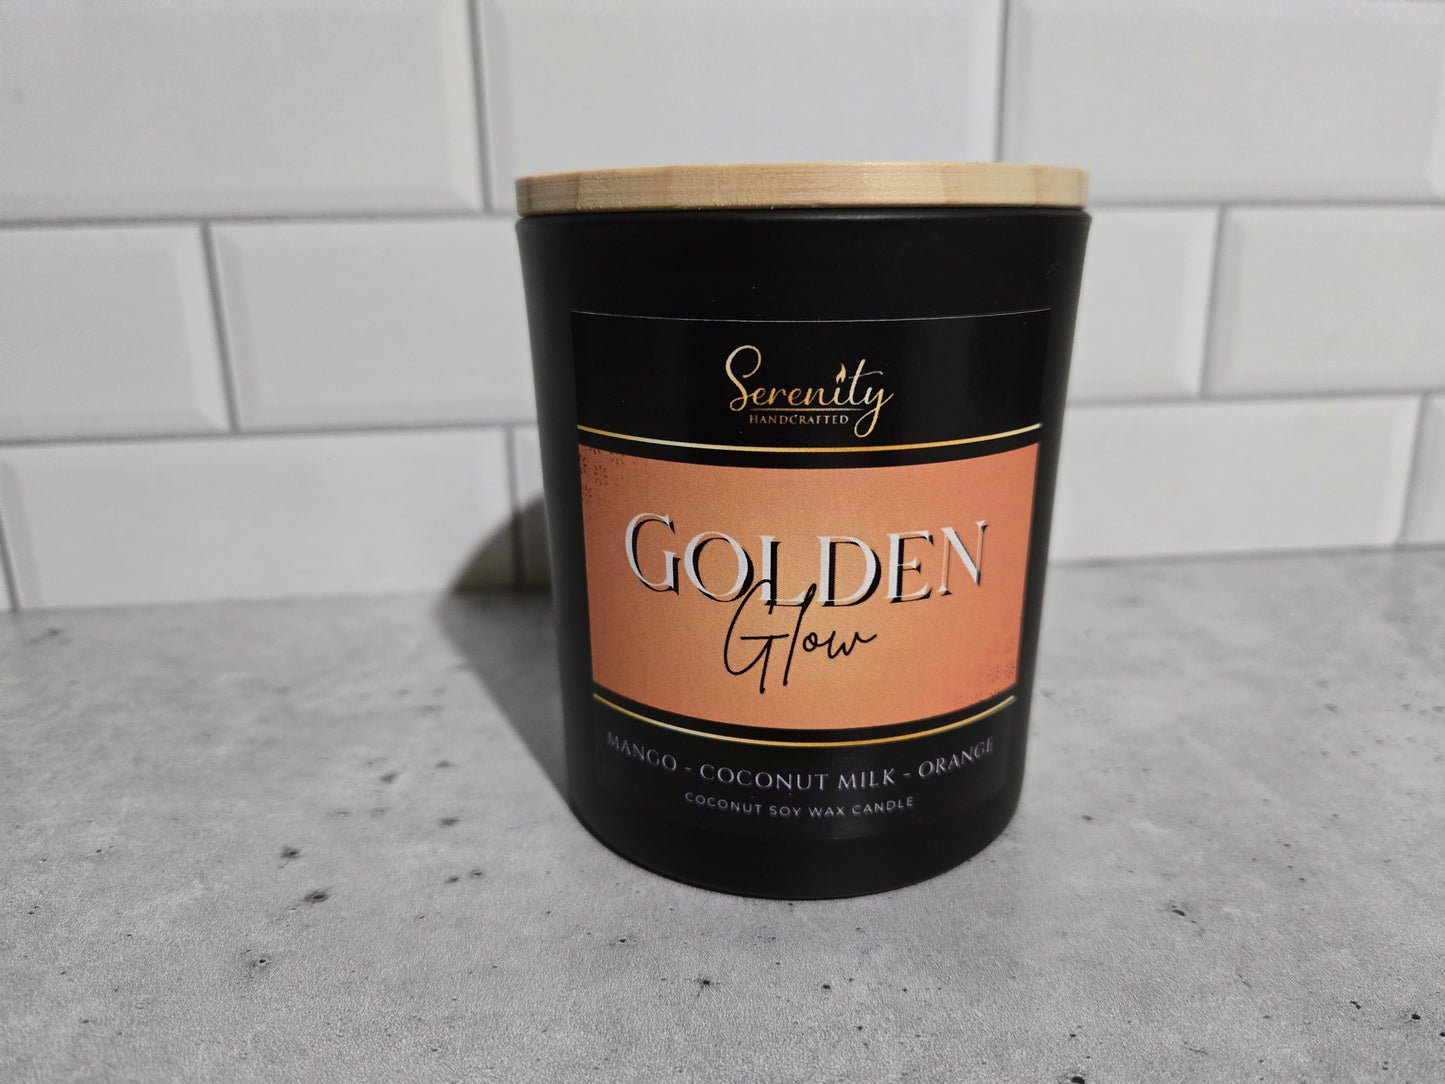 Serenity
HANDCRAFTED
GOLDEN
Glow
MANGO - COCONUT MILK - ORANGE
COCONUT SOY WAX CANDLE